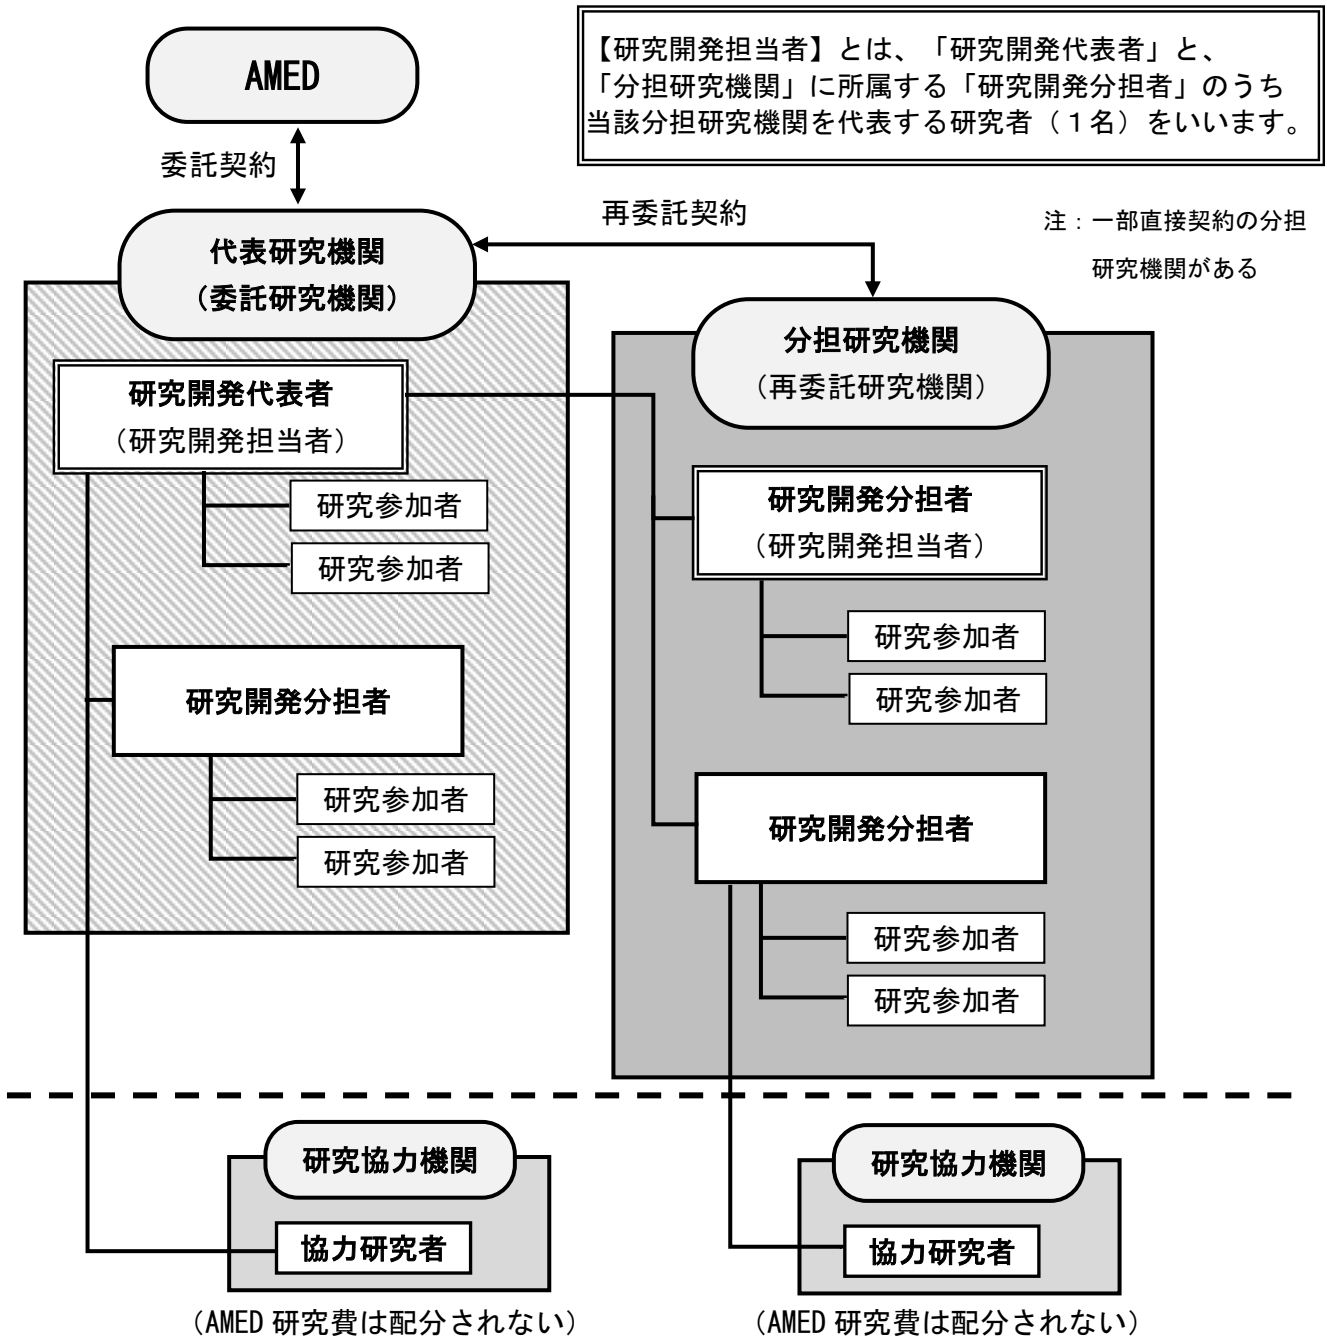 AMED
【研究開発担当者】とは、「研究開発代表者」と、
「分担研究機関」に所属する「研究開発分担者」のうち
当該分担研究機関を代表する研究者（１名）をいいます。
委託契約
再委託契約
注：一部直接契約の分担
研究機関がある
代表研究機関
（委託研究機関）
分担研究機関
（再委託研究機関）
研究開発代表者
（研究開発担当者）
研究参加者
研究参加者
研究開発分担者
研究参加者
研究参加者
研究開発分担者
（研究開発担当者）
研究参加者
研究参加者
研究開発分担者
研究参加者
研究参加者
研究協力機関
協力研究者
（AMED 研究費は配分されない）
研究協力機関
協力研究者
（AMED 研究費は配分されない）